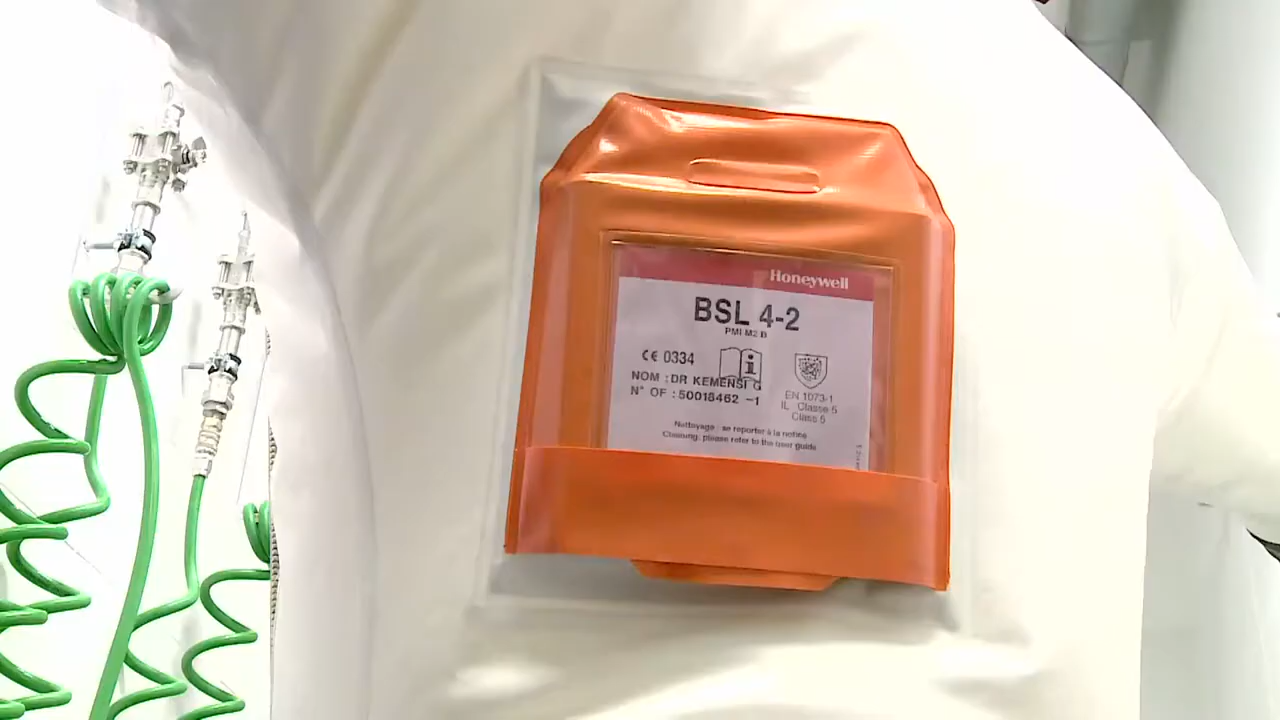 Honeywell
BSL 4-2
PMI M2 B
CE 0334
NOM : DR KEMENSI G
N° OF : 50018462 -1
EN 1073-1
IL Classe 5
Class 5
Nettoyage : se reporter à la notice
Cleaning: please refer to the user guide